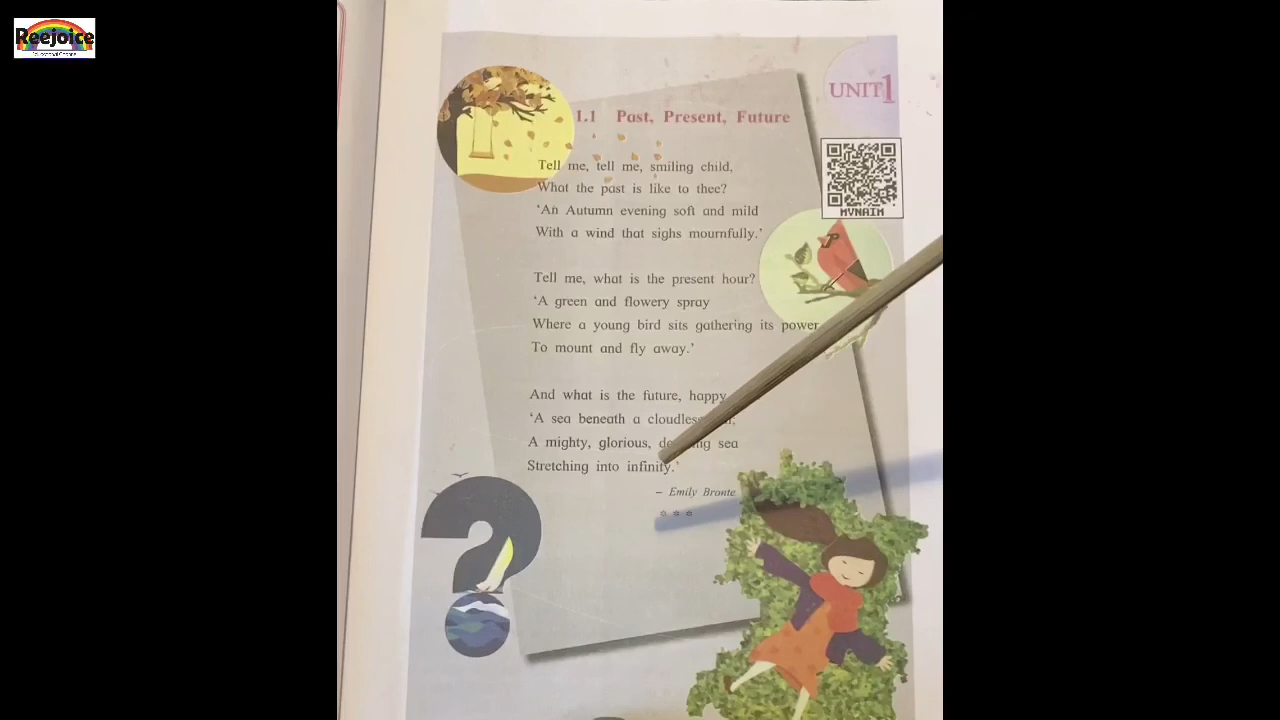 Reejoice
UNIT1
1.1 Past, Present, Future
Tell me, tell me, smiling child,
What the past is like to thee?
‘An Autumn evening soft and mild
With a wind that sighs mournfully.’
Tell me, what is the present hour?
‘A green and flowery spray
Where a young bird sits gathering its power
To mount and fly away.’
And what is the future, happy
‘A sea beneath a cloudless
A mighty, glorious, sea
Stretching into infinity.’
– Emily Bronte
* * *
MVNAIM